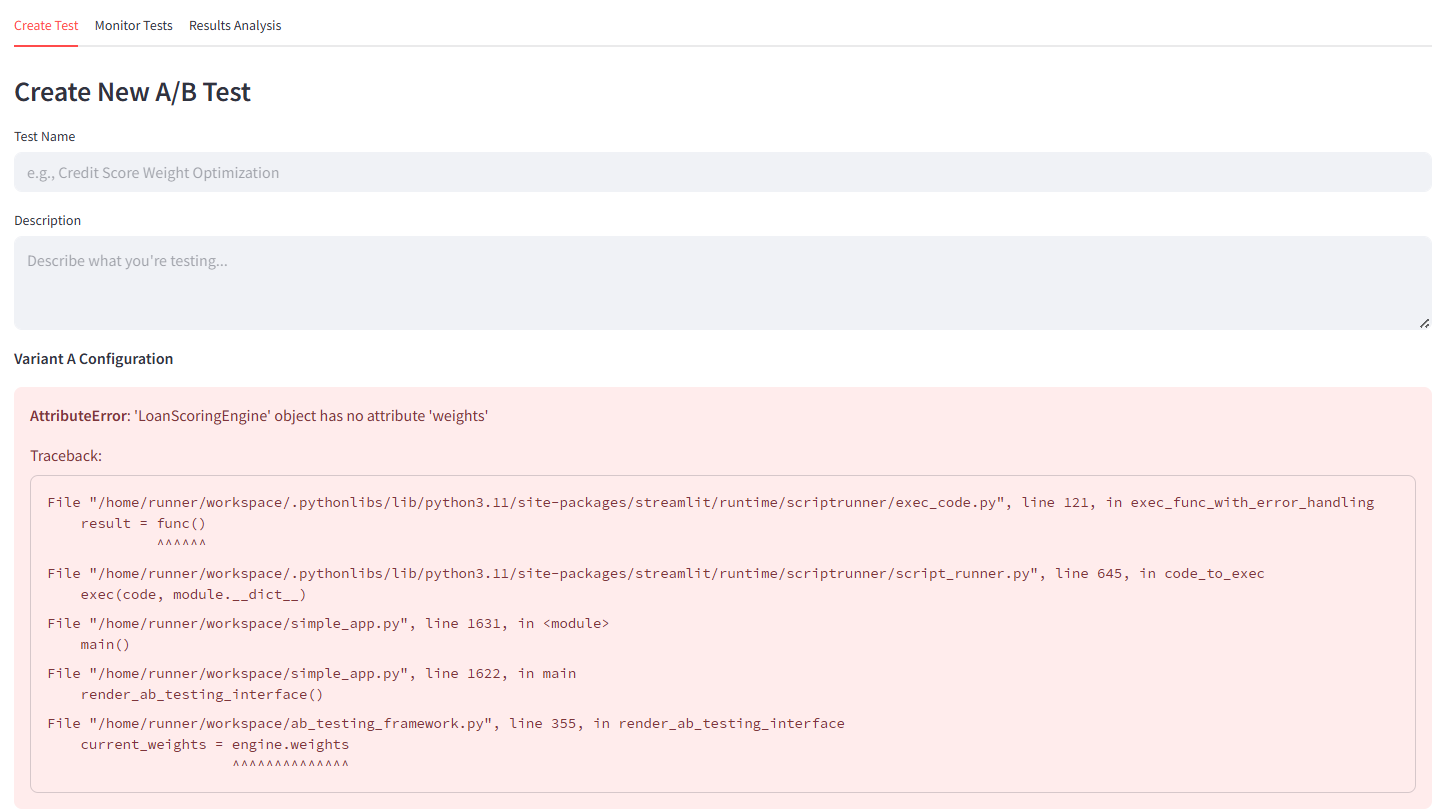 Create Test Monitor Tests Results Analysis
Create New A/B Test
Test Name
e.g., Credit Score Weight Optimization
Description
Describe what you're testing...
Variant A Configuration
AttributeError: 'LoanScoringEngine' object has no attribute 'weights'
Traceback:
File "/home/runner/workspace/.pythonlibs/lib/python3.11/site-packages/streamlit/runtime/scriptrunner/exec_code.py", line 121, in exec_func_with_error_handling
    result = func()
             ^^^^^^
File "/home/runner/workspace/.pythonlibs/lib/python3.11/site-packages/streamlit/runtime/scriptrunner/script_runner.py", line 645, in code_to_exec
    exec(code, module.__dict__)
File "/home/runner/workspace/simple_app.py", line 1631, in <module>
    main()
File "/home/runner/workspace/simple_app.py", line 1622, in main
    render_ab_testing_interface()
File "/home/runner/workspace/ab_testing_framework.py", line 355, in render_ab_testing_interface
    current_weights = engine.weights
                      ^^^^^^^^^^^^^^